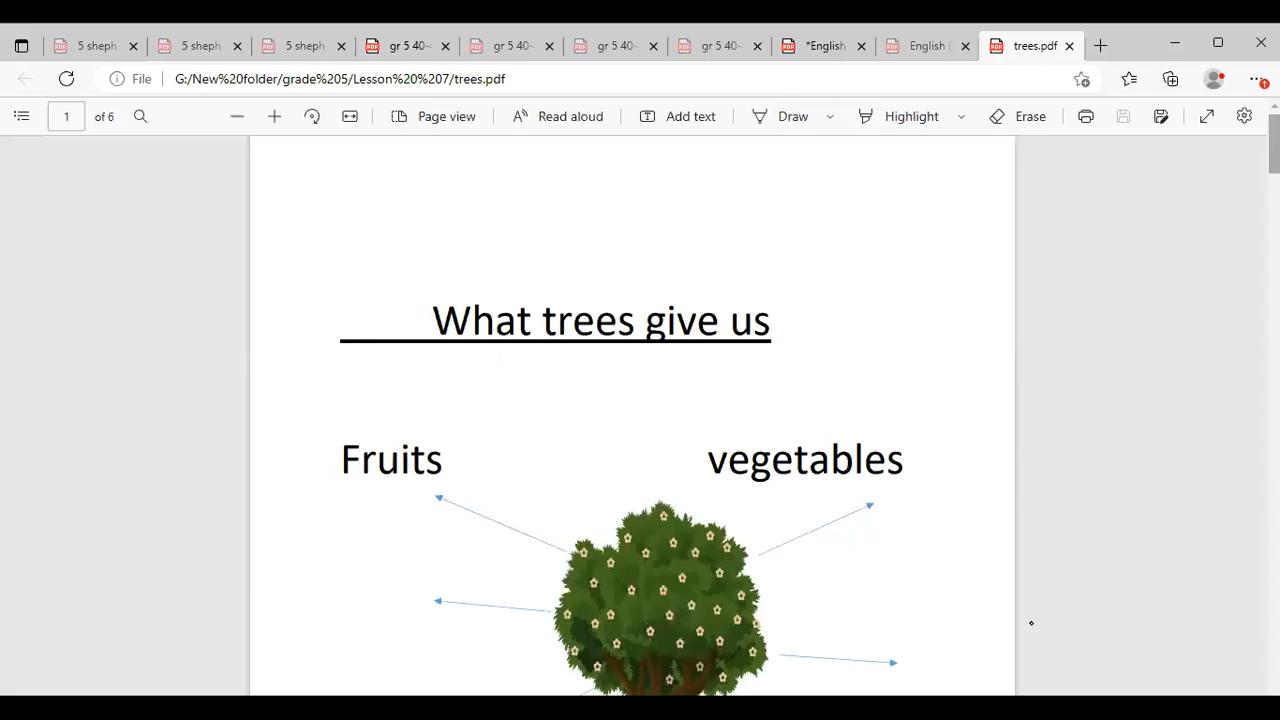 5 sheph
5 sheph
5 sheph
gr 5 40-
gr 5 40-
gr 5 40-
gr 5 40-
*English
English
trees.pdf
File
G:/New%20folder/grade%205/Lesson%20%207/trees.pdf
1
of 6
Page view
Read aloud
Add text
Draw
Highlight
Erase
What trees give us
Fruits
vegetables